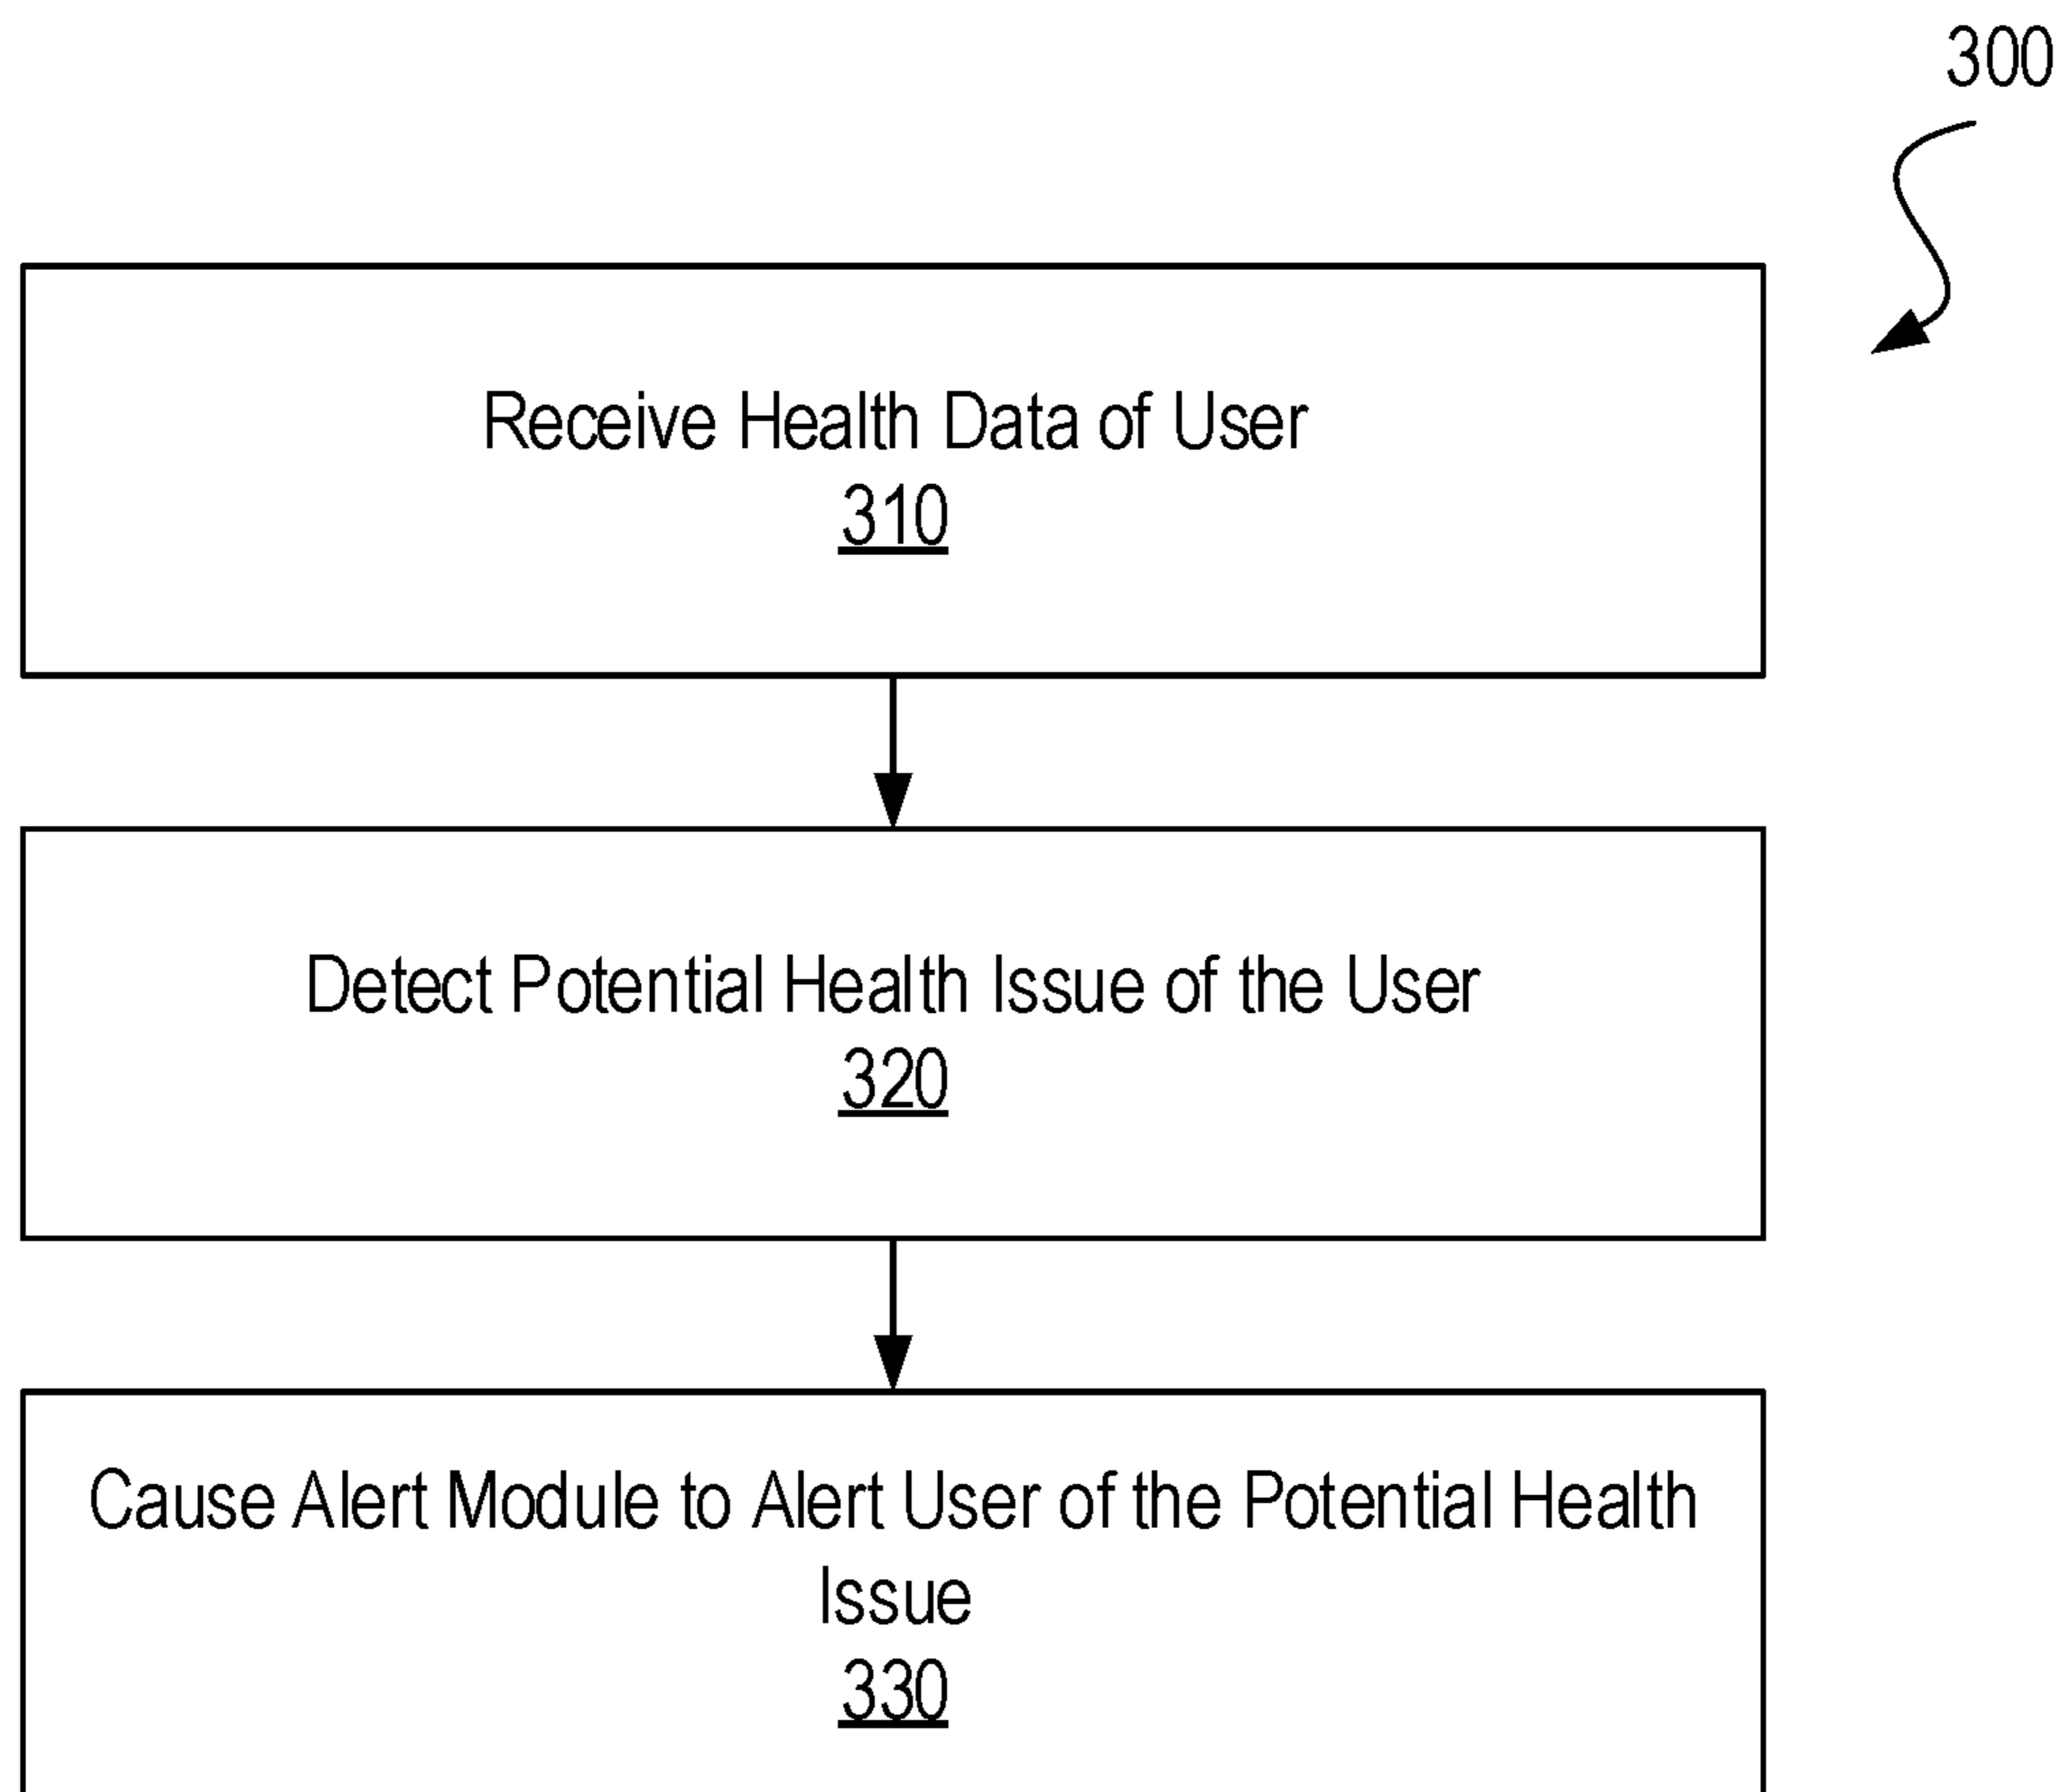 300
Receive Health Data of User
310
Detect Potential Health Issue of the User
320
Cause Alert Module to Alert User of the Potential Health
Issue
330